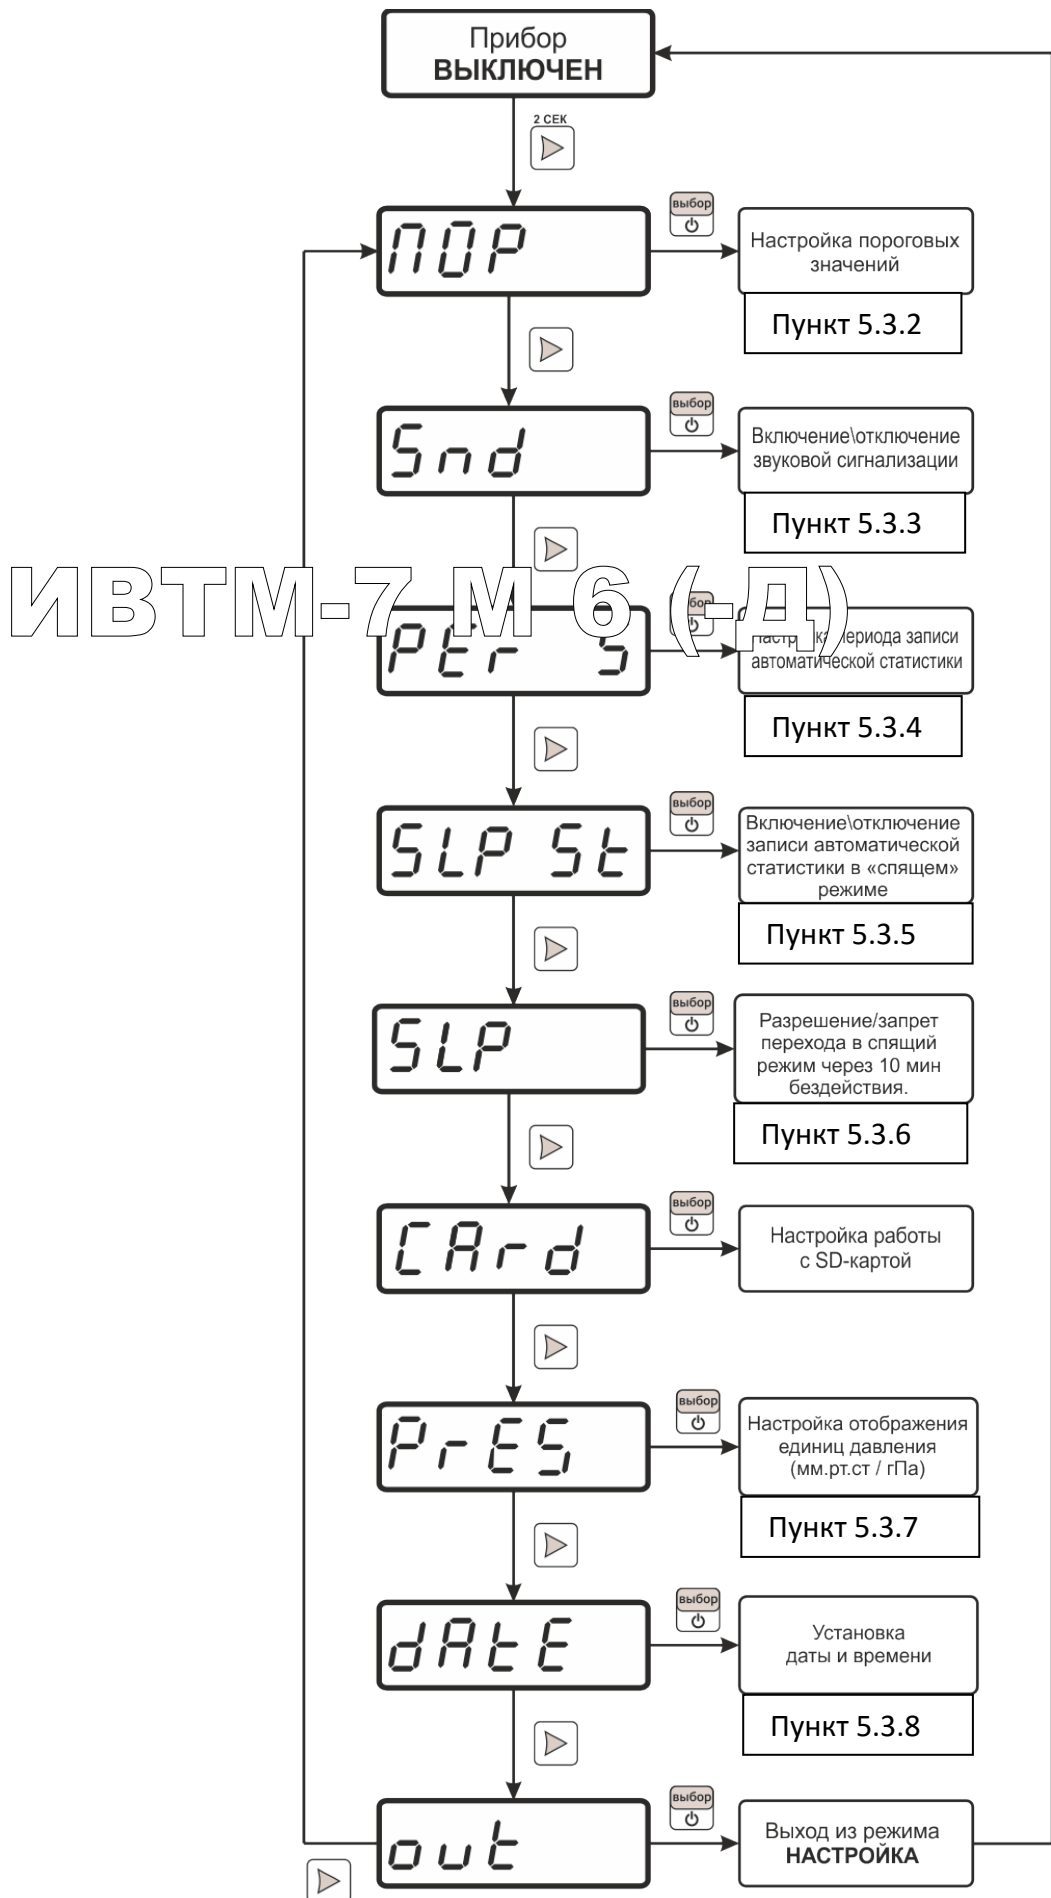 Прибор
ВЫКЛЮЧЕН
2 СЕК
ПОР
выбор
Настройка пороговых
значений
Пункт 5.3.2
Snd
выбор
Включение\отключение
звуковой сигнализации
Пункт 5.3.3
ИВТМ-7 М 6 (-Д)
PEr S
выбор
Настройка периода записи
автоматической статистики
Пункт 5.3.4
SLP St
выбор
Включение\отключение
записи автоматической
статистики в «спящем»
режиме
Пункт 5.3.5
SLP
выбор
Разрешение/запрет
перехода в спящий
режим через 10 мин
бездействия.
Пункт 5.3.6
CArd
выбор
Настройка работы
с SD-картой
PrES
выбор
Настройка отображения
единиц давления
(мм.рт.ст / гПа)
Пункт 5.3.7
dAtE
выбор
Установка
даты и времени
Пункт 5.3.8
out
выбор
Выход из режима
НАСТРОЙКА